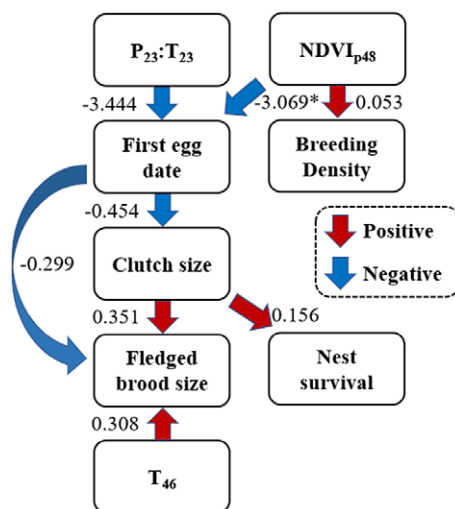 P₂₃:T₂₃
NDVIₚ₄₈
-3.444
-3.069*
0.053
First egg
date
Breeding
Density
-0.454
-0.299
Clutch size
Positive
Negative
0.351
0.156
Fledged
brood size
Nest
survival
0.308
T₄₆